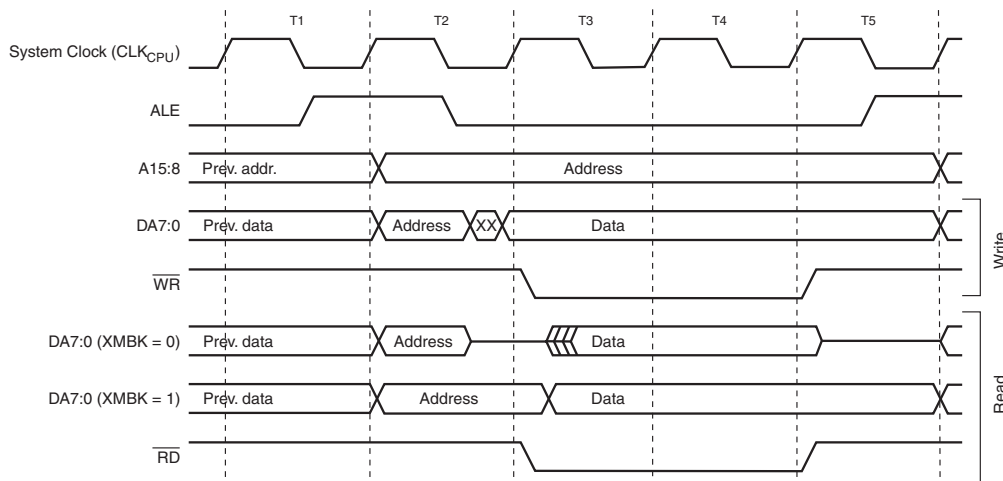 T1 T2 T3 T4 T5
System Clock (CLKCPU)
ALE
A15:8 Prev. addr. Address
DA7:0 Prev. data Address XX Data
WR
Write
DA7:0 (XMBK = 0) Prev. data Address Data
DA7:0 (XMBK = 1) Prev. data Address Data
RD
Read